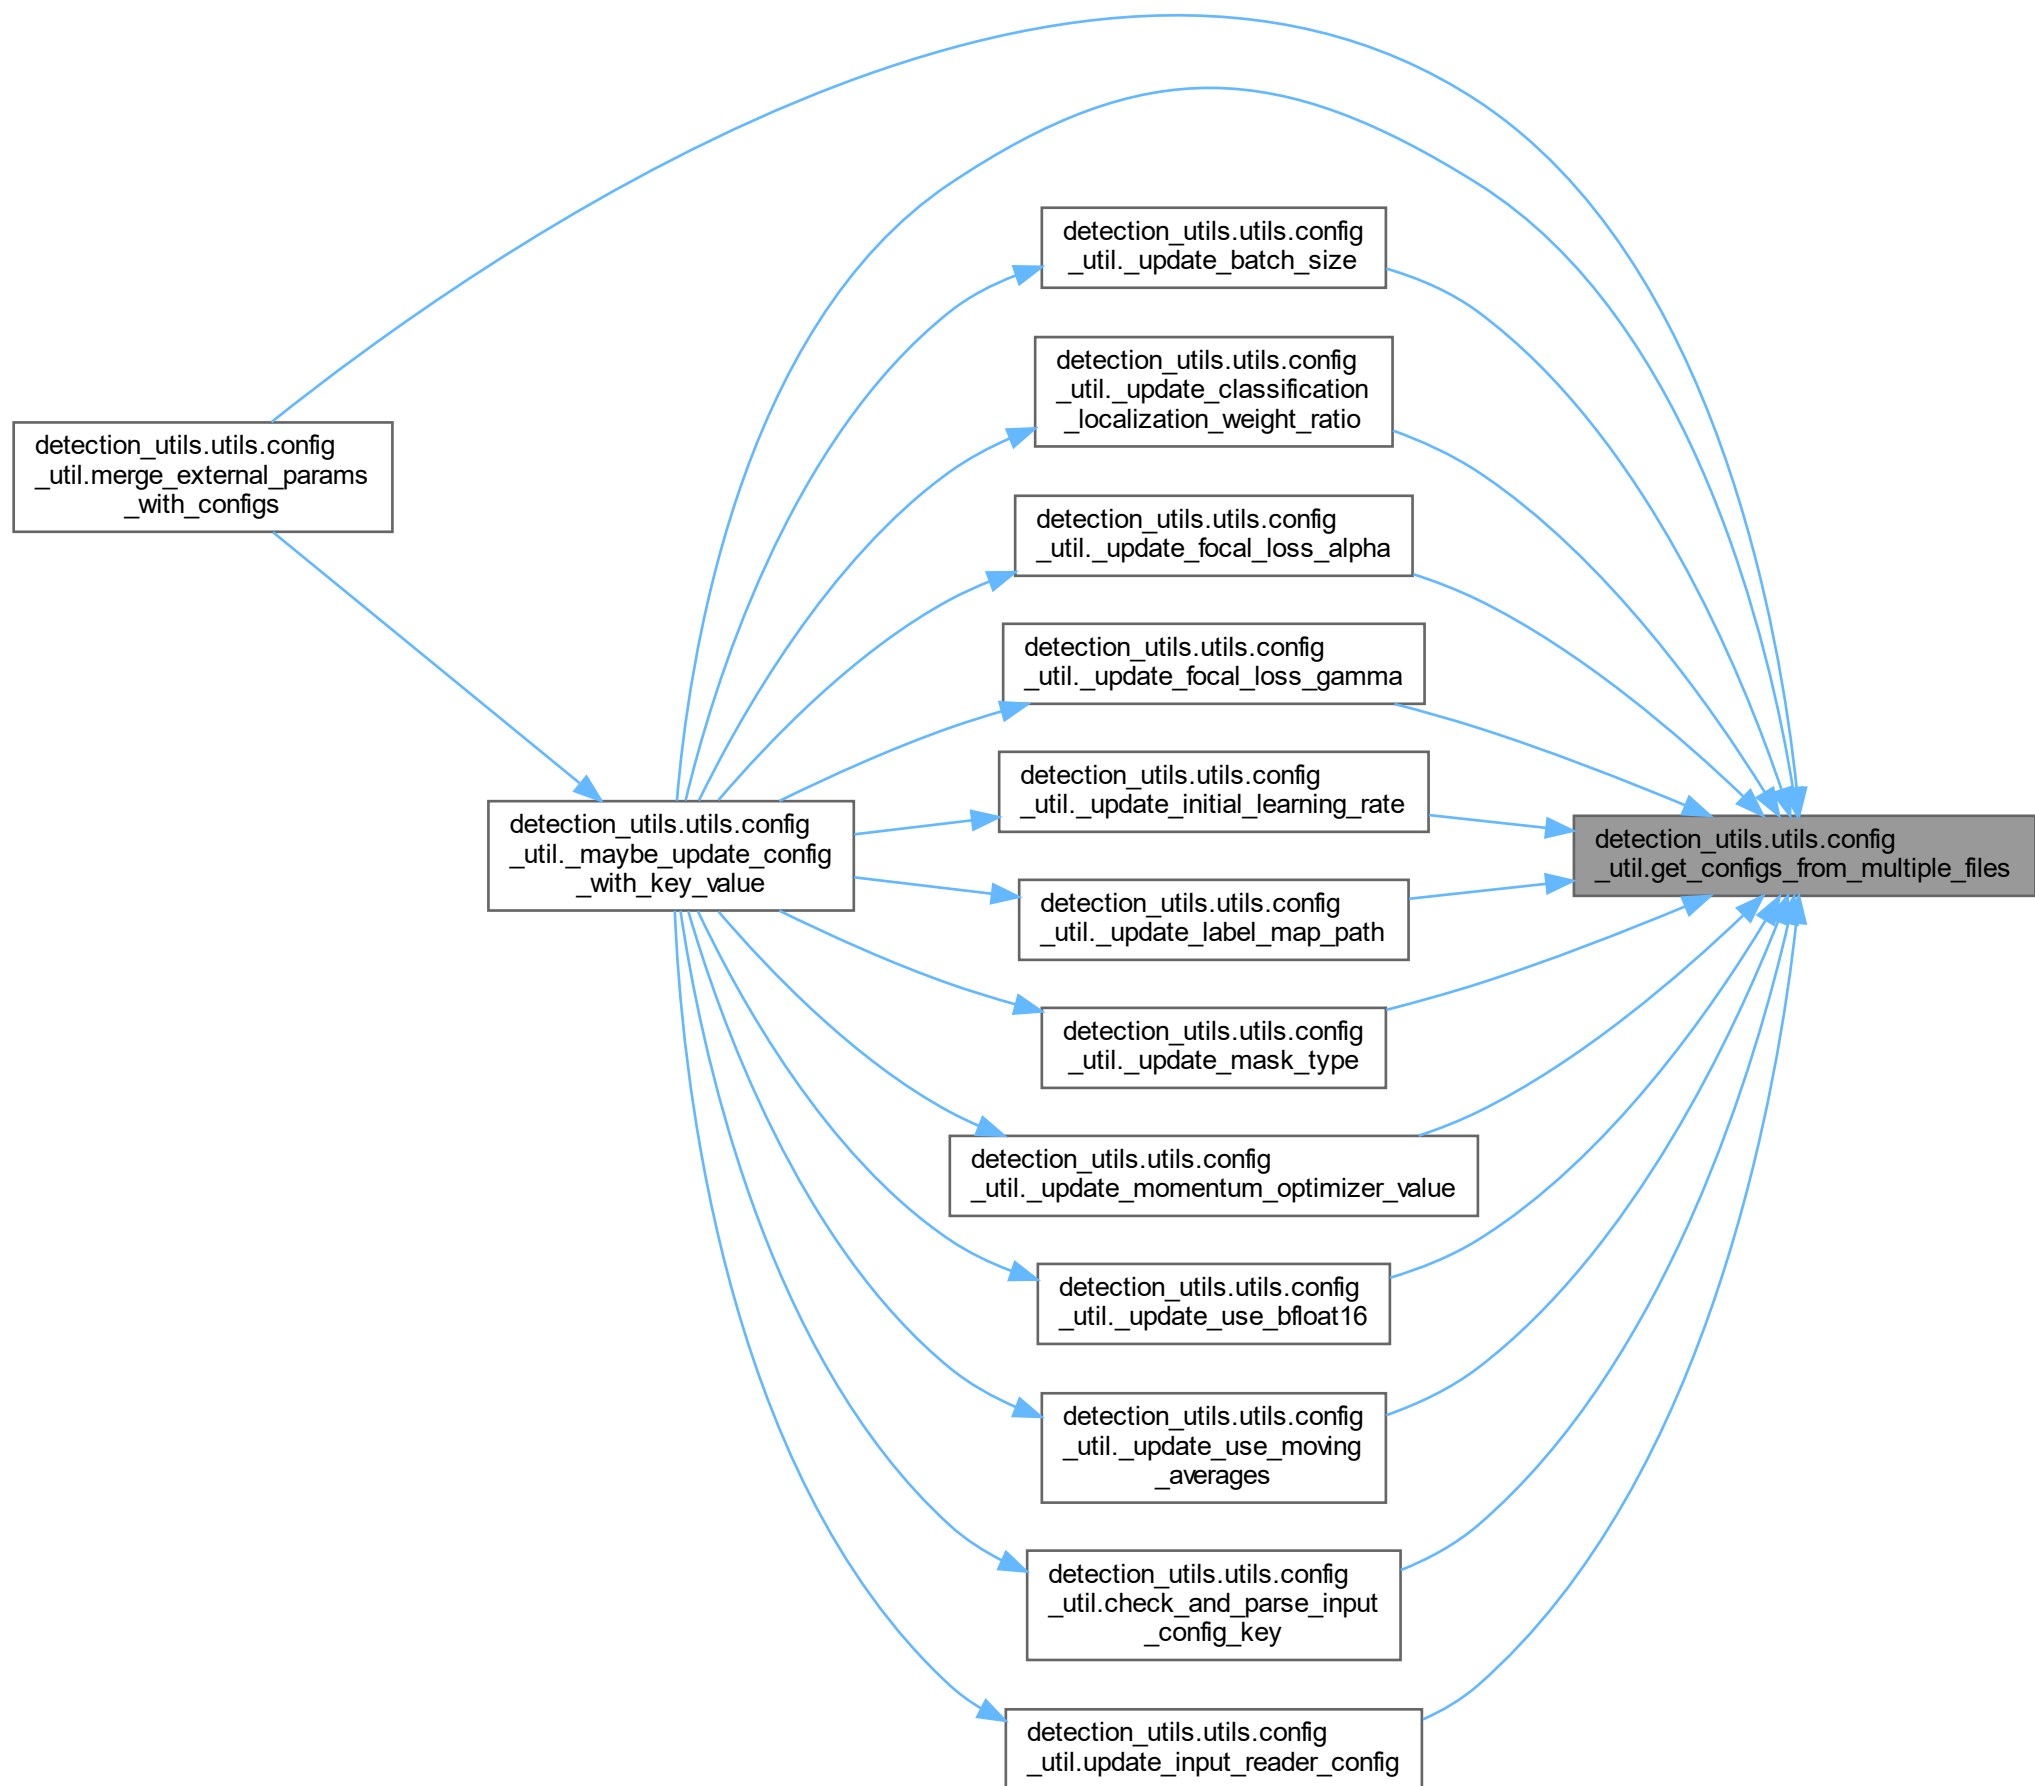 detection_utils.utils.config
_util._update_batch_size
detection_utils.utils.config
_util._update_classification
_localization_weight_ratio
detection_utils.utils.config
_util.merge_external_params
_with_configs
detection_utils.utils.config
_util._update_focal_loss_alpha
detection_utils.utils.config
_util._update_focal_loss_gamma
detection_utils.utils.config
_util._update_initial_learning_rate
detection_utils.utils.config
_util._maybe_update_config
_with_key_value
detection_utils.utils.config
_util.get_configs_from_multiple_files
detection_utils.utils.config
_util._update_label_map_path
detection_utils.utils.config
_util._update_mask_type
detection_utils.utils.config
_util._update_momentum_optimizer_value
detection_utils.utils.config
_util._update_use_bfloat16
detection_utils.utils.config
_util._update_use_moving
_averages
detection_utils.utils.config
_util.check_and_parse_input
_config_key
detection_utils.utils.config
_util.update_input_reader_config